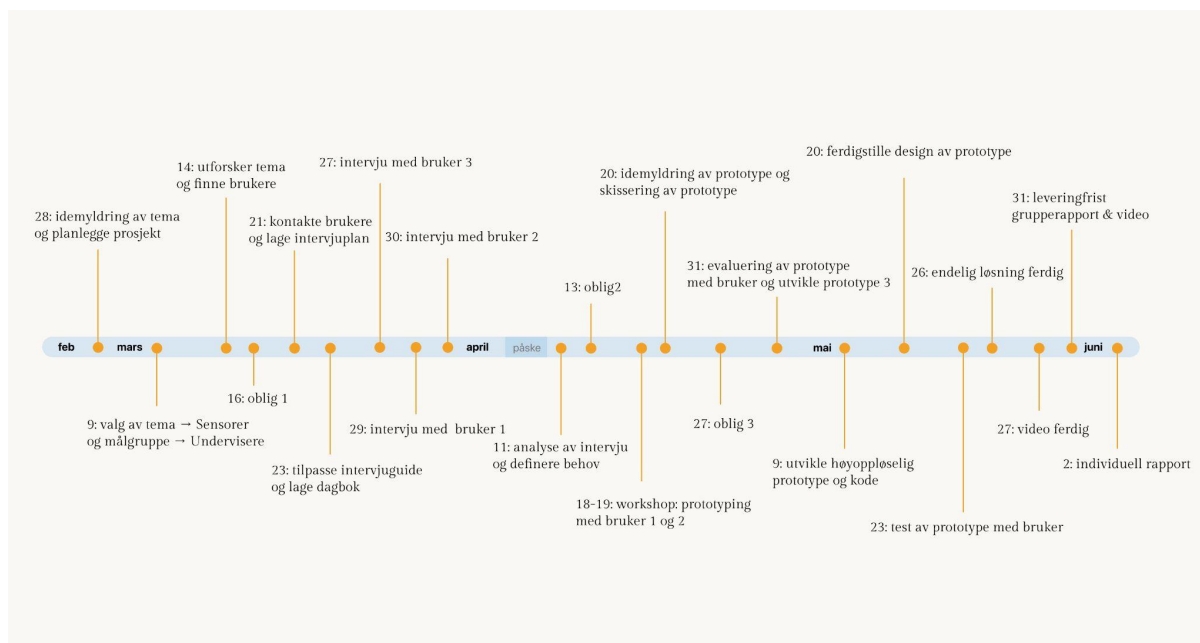 20: ferdigstille design av prototype
14: utforsker tema
og finne brukere
27: intervju med bruker 3
20: idemyldring av prototype og
skissering av prototype
28: idemyldring av tema
og planlegge prosjekt
21: kontakte brukere
og lage intervjuplan
30: intervju med bruker 2
31: leveringfrist
grupperapport & video
31: evaluering av prototype
med bruker og utvikle prototype 3
26: endelig løsning ferdig
13: oblig2
feb
mars
april
påske
mai
juni
16: oblig 1
9: valg av tema → Sensorer
og målgruppe → Undervisere
29: intervju med bruker 1
27: oblig 3
27: video ferdig
11: analyse av intervju
og definere behov
23: tilpasse intervjuguide
og lage dagbok
9: utvikle høyoppløselig
prototype og kode
2: individuell rapport
18-19: workshop: prototyping
med bruker 1 og 2
23: test av prototype med bruker